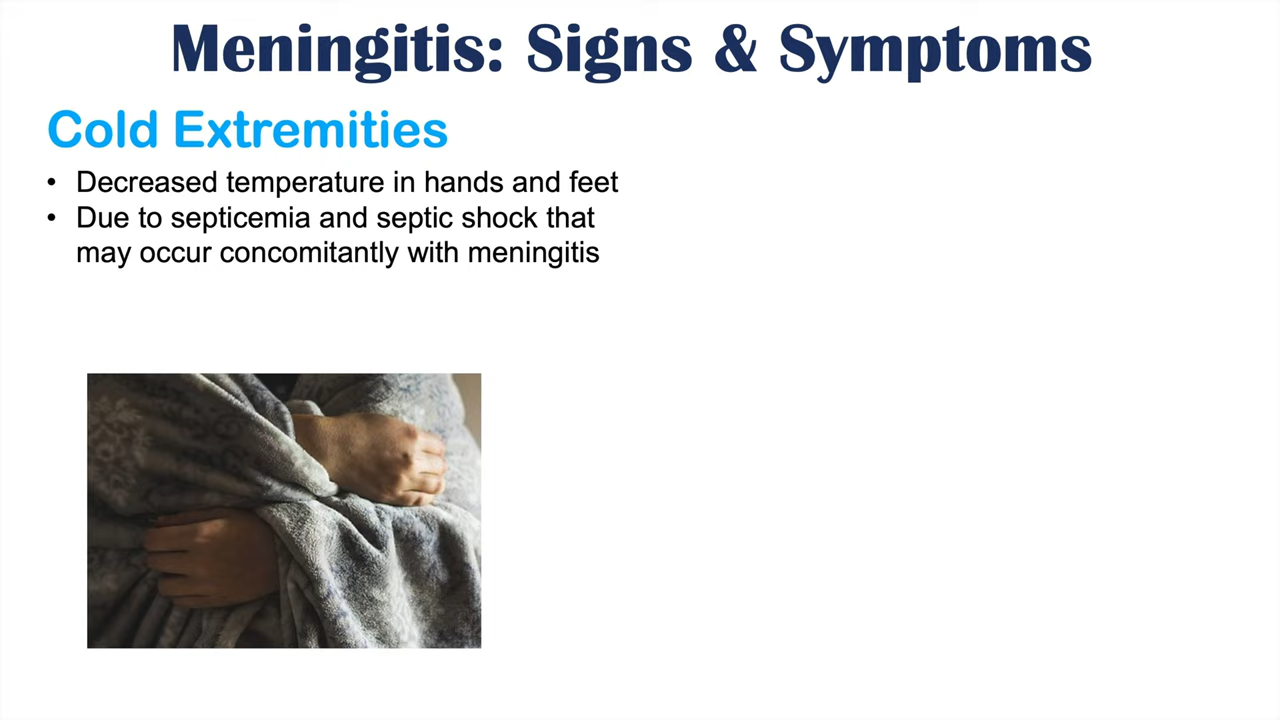 Meningitis: Signs & Symptoms
Cold Extremities
• Decreased temperature in hands and feet
• Due to septicemia and septic shock that
may occur concomitantly with meningitis